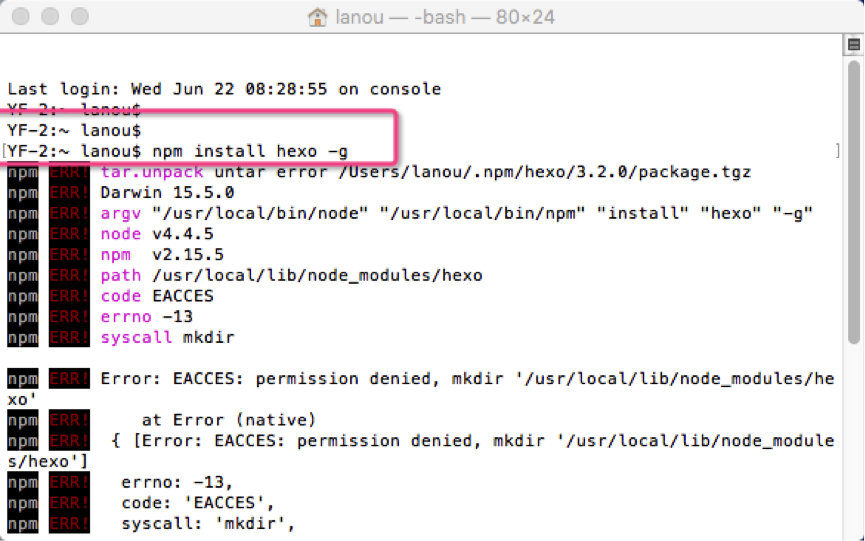 lanou — -bash — 80×24
Last login: Wed Jun 22 08:28:55 on console
YF-2:~ lanou$
YF-2:~ lanou$
[YF-2:~ lanou$ npm install hexo -g ]
npm ERR! tar.unpack untar error /Users/lanou/.npm/hexo/3.2.0/package.tgz
npm ERR! Darwin 15.5.0
npm ERR! argv "/usr/local/bin/node" "/usr/local/bin/npm" "install" "hexo" "-g"
npm ERR! node v4.4.5
npm ERR! npm  v2.15.5
npm ERR! path /usr/local/lib/node_modules/hexo
npm ERR! code EACCES
npm ERR! errno -13
npm ERR! syscall mkdir
npm ERR! Error: EACCES: permission denied, mkdir '/usr/local/lib/node_modules/he
xo'
npm ERR!     at Error (native)
npm ERR!  { [Error: EACCES: permission denied, mkdir '/usr/local/lib/node_module
s/hexo']
npm ERR!   errno: -13,
npm ERR!   code: 'EACCES',
npm ERR!   syscall: 'mkdir',